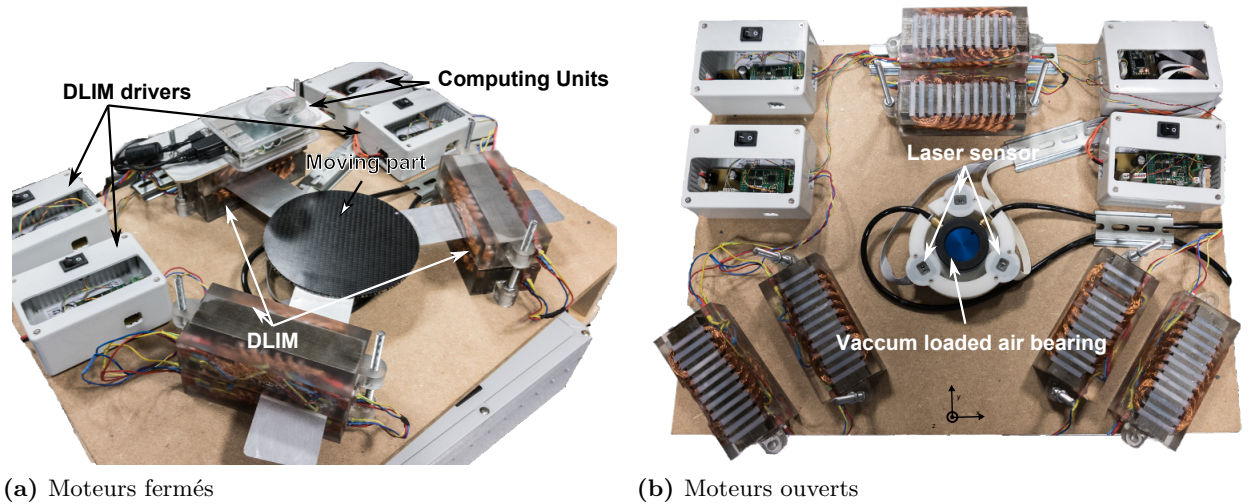 Computing Units
DLIM drivers
Moving part
DLIM
(a) Moteurs fermés
Laser sensor
Vaccum loaded air bearing
y
x
z
(b) Moteurs ouverts